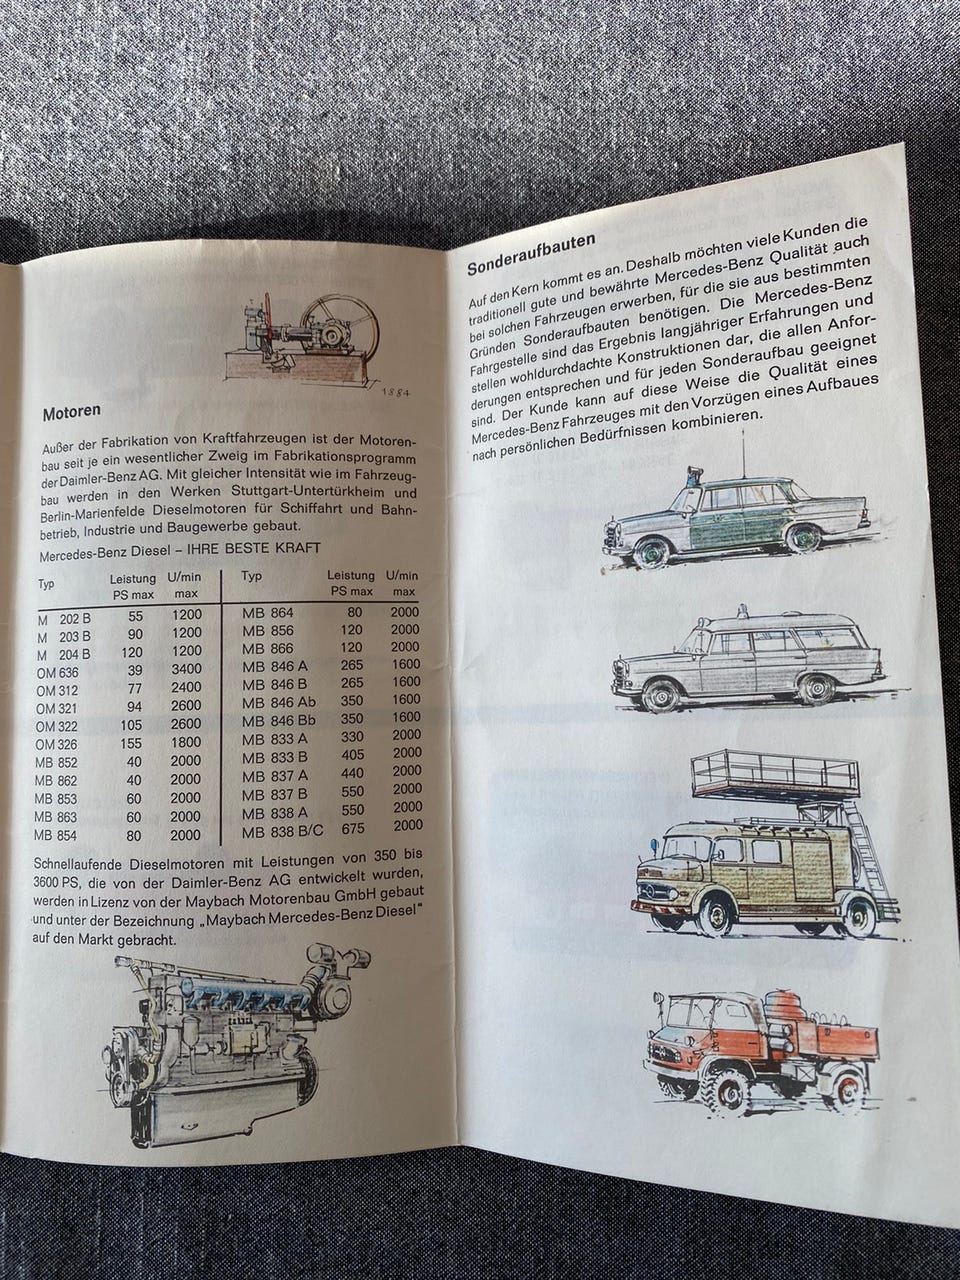 1884
Motoren
Außer der Fabrikation von Kraftfahrzeugen ist der Motoren-
bau seit je ein wesentlicher Zweig im Fabrikationsprogramm
der Daimler-Benz AG. Mit gleicher Intensität wie im Fahrzeug-
bau werden in den Werken Stuttgart-Untertürkheim und
Berlin-Marienfelde Dieselmotoren für Schiffahrt und Bahn-
betrieb, Industrie und Baugewerbe gebaut.
Mercedes-Benz Diesel – IHRE BESTE KRAFT
Typ Leistung U/min Typ Leistung U/min
PS max max PS max max
M 202 B 55 1200 MB 864 80 2000
M 203 B 90 1200 MB 856 120 2000
M 204 B 120 1200 MB 866 120 2000
OM 636 39 3400 MB 846 A 265 1600
OM 312 77 2400 MB 846 B 265 1600
OM 321 94 2600 MB 846 Ab 350 1600
OM 322 105 2600 MB 846 Bb 350 1600
OM 326 155 1800 MB 833 A 330 2000
MB 852 40 2000 MB 833 B 405 2000
MB 862 40 2000 MB 837 A 440 2000
MB 853 60 2000 MB 837 B 550 2000
MB 863 60 2000 MB 838 A 550 2000
MB 854 80 2000 MB 838 B/C 675 2000
Schnellaufende Dieselmotoren mit Leistungen von 350 bis
3600 PS, die von der Daimler-Benz AG entwickelt wurden,
werden in Lizenz von der Maybach Motorenbau GmbH gebaut
und unter der Bezeichnung „Maybach Mercedes-Benz Diesel“
auf den Markt gebracht.
Sonderaufbauten
Auf den Kern kommt es an. Deshalb möchten viele Kunden die
traditionell gute und bewährte Mercedes-Benz Qualität auch
bei solchen Fahrzeugen erwerben, für die sie aus bestimmten
Gründen Sonderaufbauten benötigen. Die Mercedes-Benz
Fahrgestelle sind das Ergebnis langjähriger Erfahrungen und
stellen wohldurchdachte Konstruktionen dar, die allen Anfor-
derungen entsprechen und für jeden Sonderaufbau geeignet
sind. Der Kunde kann auf diese Weise die Qualität eines
Mercedes-Benz Fahrzeuges mit den Vorzügen eines Aufbaues
nach persönlichen Bedürfnissen kombinieren.